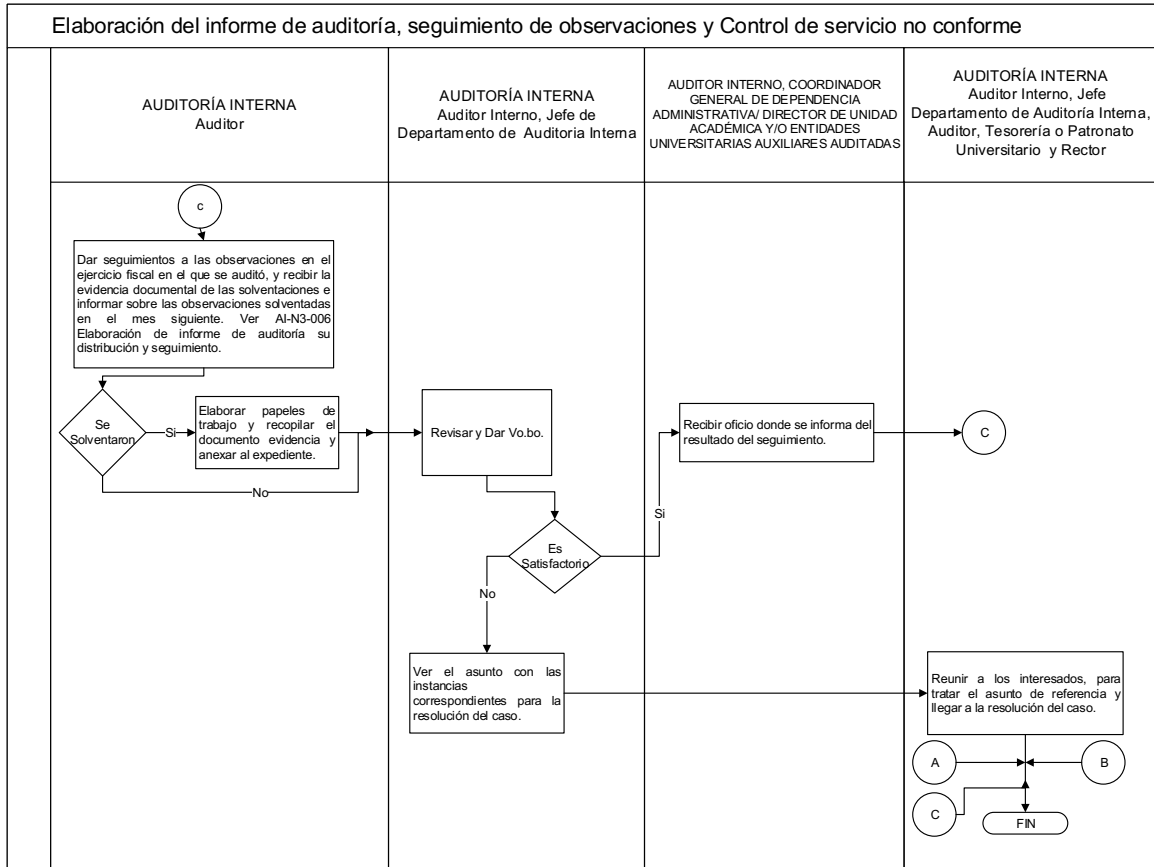 Elaboración del informe de auditoría, seguimiento de observaciones y Control de servicio no conforme
AUDITORÍA INTERNA
Auditor
AUDITORÍA INTERNA
Auditor Interno, Jefe de
Departamento de Auditoria Interna
AUDITOR INTERNO, COORDINADOR
GENERAL DE DEPENDENCIA
ADMINISTRATIVA/ DIRECTOR DE UNIDAD
ACADÉMICA Y/O ENTIDADES
UNIVERSITARIAS AUXILIARES AUDITADAS
AUDITORÍA INTERNA
Auditor Interno, Jefe
Departamento de Auditoría Interna,
Auditor, Tesorería o Patronato
Universitario y Rector
c
Dar seguimientos a las observaciones en el
ejercicio fiscal en el que se auditó, y recibir la
evidencia documental de las solventaciones e
informar sobre las observaciones solventadas
en el mes siguiente. Ver AI-N3-006
Elaboración de informe de auditoría su
distribución y seguimiento.
Se
Solventaron
Si
Elaborar papeles de
trabajo y recopilar el
documento evidencia y
anexar al expediente.
No
Revisar y Dar Vo.bo.
Es
Satisfactorio
Si
No
Recibir oficio donde se informa del
resultado del seguimiento.
C
Ver el asunto con las
instancias
correspondientes para la
resolución del caso.
Reunir a los interesados, para
tratar el asunto de referencia y
llegar a la resolución del caso.
A
B
C
FIN